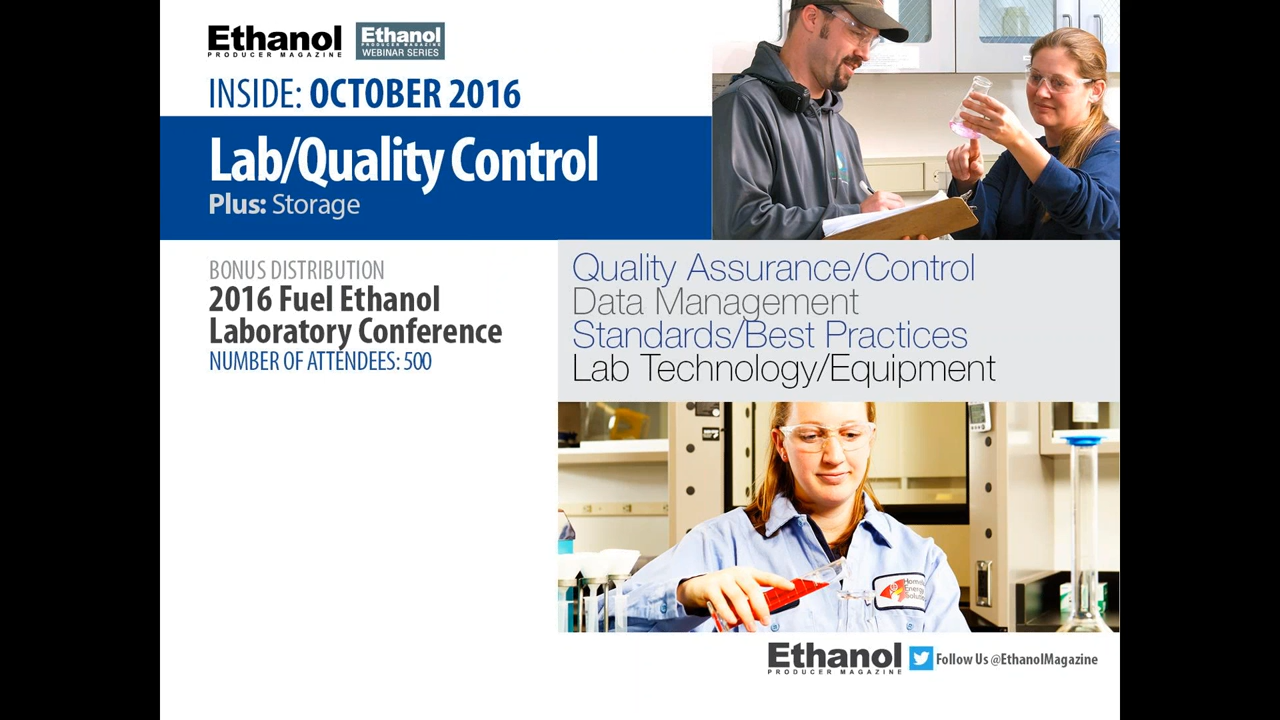 Ethanol
PRODUCER MAGAZINE
Ethanol
PRODUCER MAGAZINE
WEBINAR SERIES
INSIDE: OCTOBER 2016
Lab/Quality Control
Plus: Storage
BONUS DISTRIBUTION
2016 Fuel Ethanol
Laboratory Conference
NUMBER OF ATTENDEES: 500
Quality Assurance/Control
Data Management
Standards/Best Practices
Lab Technology/Equipment
Energy
Ethanol
PRODUCER MAGAZINE
Follow Us @EthanolMagazine